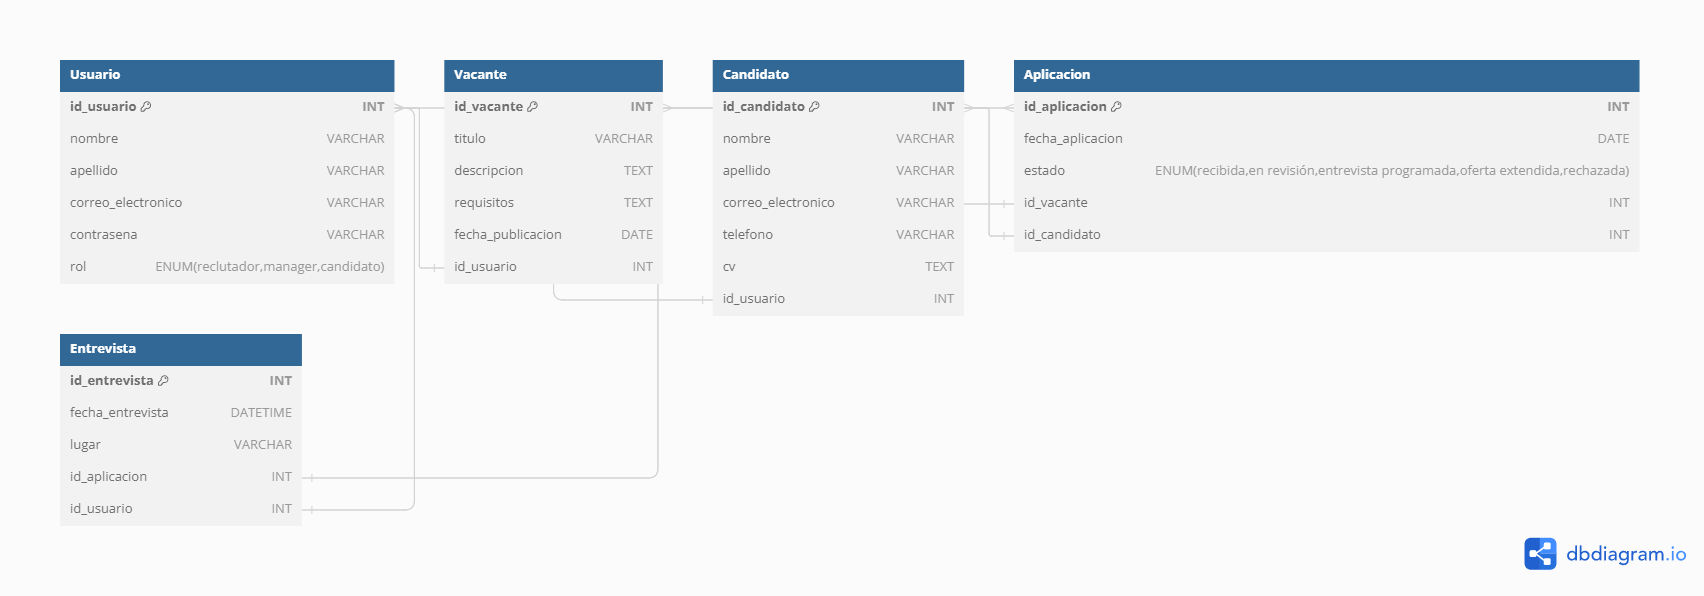 Usuario
id_usuario INT
nombre VARCHAR
apellido VARCHAR
correo_electronico VARCHAR
contrasena VARCHAR
rol ENUM(reclutador,manager,candidato)
Vacante
id_vacante INT
titulo VARCHAR
descripcion TEXT
requisitos TEXT
fecha_publicacion DATE
id_usuario INT
Candidato
id_candidato INT
nombre VARCHAR
apellido VARCHAR
correo_electronico VARCHAR
telefono VARCHAR
cv TEXT
id_usuario INT
Aplicacion
id_aplicacion INT
fecha_aplicacion DATE
estado ENUM(recibida,en revisión,entrevista programada,oferta extendida,rechazada)
id_vacante INT
id_candidato INT
Entrevista
id_entrevista INT
fecha_entrevista DATETIME
lugar VARCHAR
id_aplicacion INT
id_usuario INT
dbdiagram.io